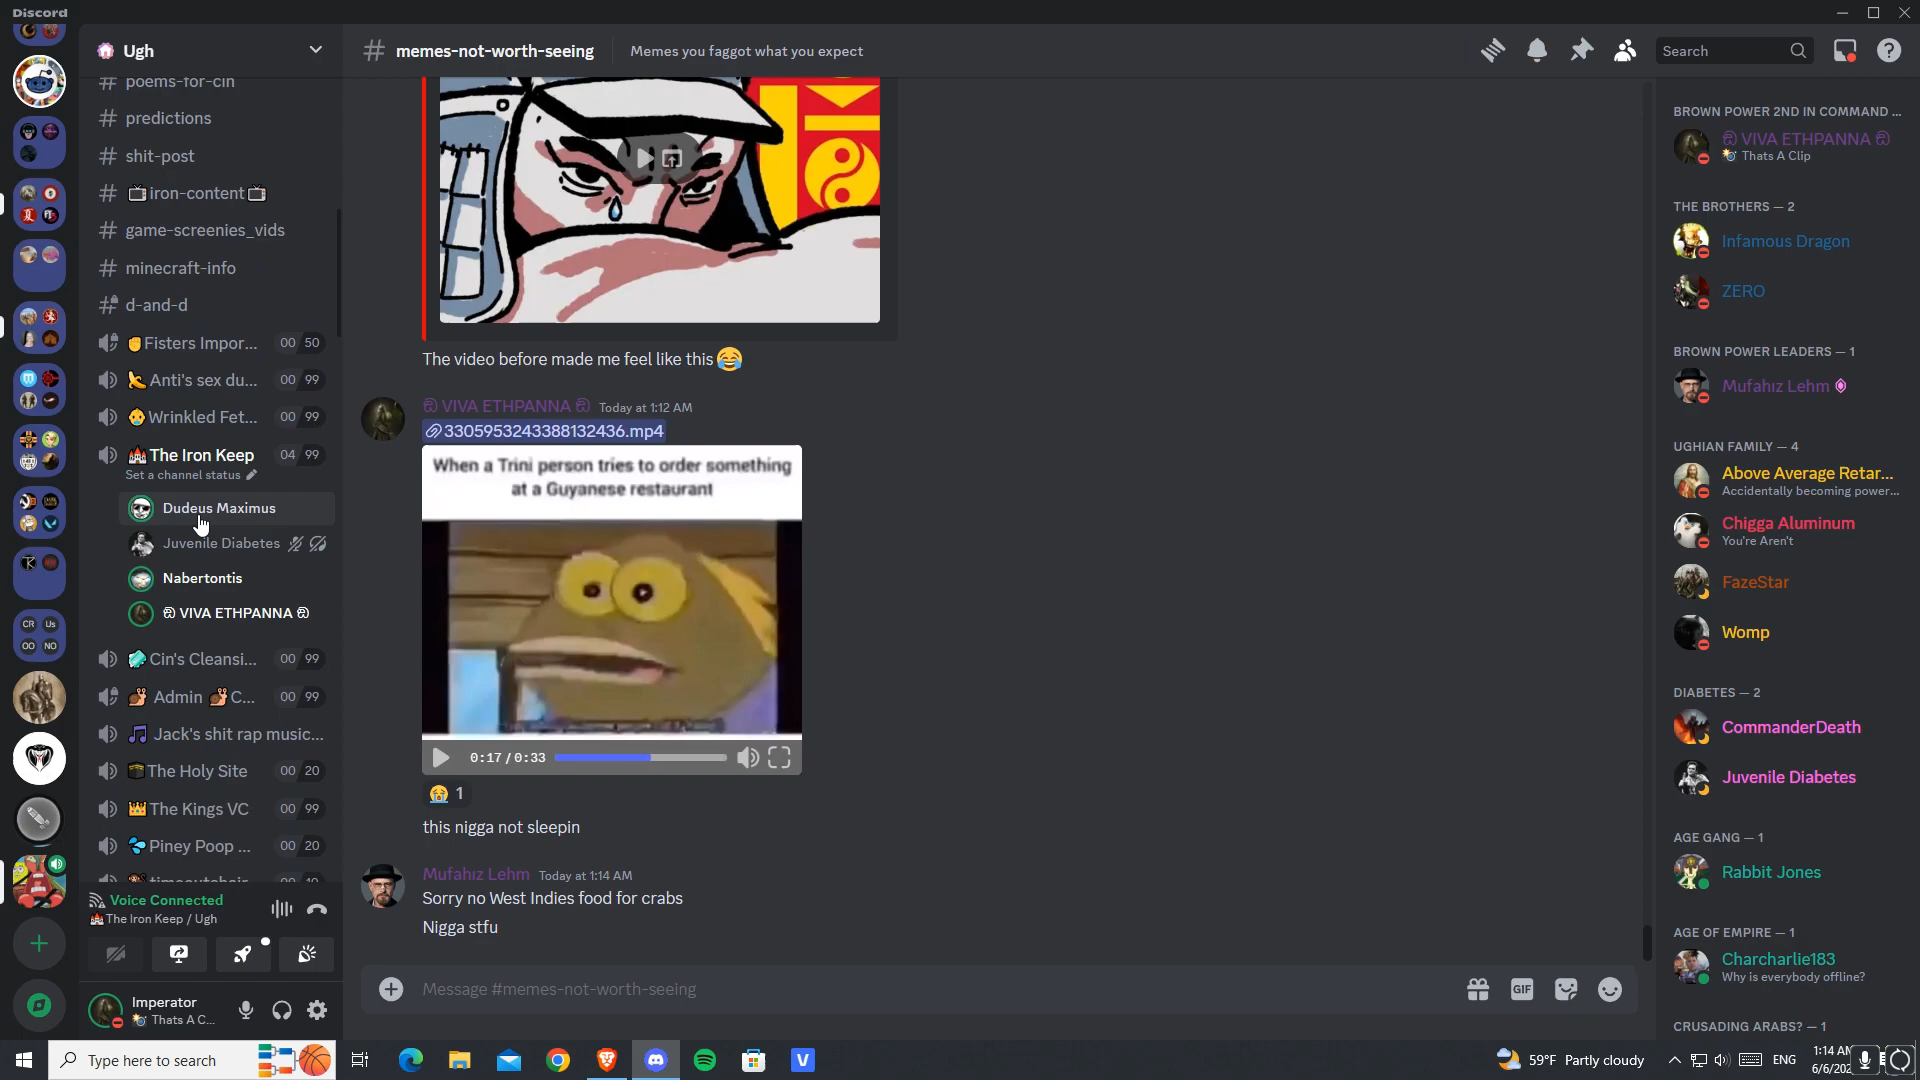 Discord
Ugh
memes-not-worth-seeing
Memes you faggot what you expect
Search
# poems-for-cin
# predictions
# shit-post
# 📺iron-content📺
# game-screenies_vids
# minecraft-info
# d-and-d
Fisters Impor... 00 50
Anti's sex du... 00 99
Wrinkled Fet... 00 99
The Iron Keep 04 99
Set a channel status
Dudeus Maximus
Juvenile Diabetes
Nabertontis
VIVA ETHPANNA
Cin's Cleansi... 00 99
Admin 🐌C... 00 99
Jack's shit rap music...
The Holy Site 00 20
The Kings VC 00 99
Piney Poop ... 00 20
Voice Connected
The Iron Keep / Ugh
Imperator
Thats A C...
CR Us
OO NO
The video before made me feel like this😂
VIVA ETHPANNA Today at 1:12 AM
3305953243388132436.mp4
When a Trini person tries to order something
at a Guyanese restaurant
0:17 / 0:33
😭 1
this nigga not sleepin
Mufahız Lehm Today at 1:14 AM
Sorry no West Indies food for crabs
Nigga stfu
Message #memes-not-worth-seeing
GIF
BROWN POWER 2ND IN COMMAND ...
VIVA ETHPANNA
Thats A Clip
THE BROTHERS — 2
Infamous Dragon
ZERO
BROWN POWER LEADERS — 1
Mufahız Lehm
UGHIAN FAMILY — 4
Above Average Retar...
Accidentally becoming power...
Chigga Aluminum
You're Aren't
FazeStar
Womp
DIABETES — 2
CommanderDeath
Juvenile Diabetes
AGE GANG — 1
Rabbit Jones
AGE OF EMPIRE — 1
Charcharlie183
Why is everybody offline?
CRUSADING ARABS? — 1
Type here to search
59°F Partly cloudy
ENG
1:14 AM
6/6/202